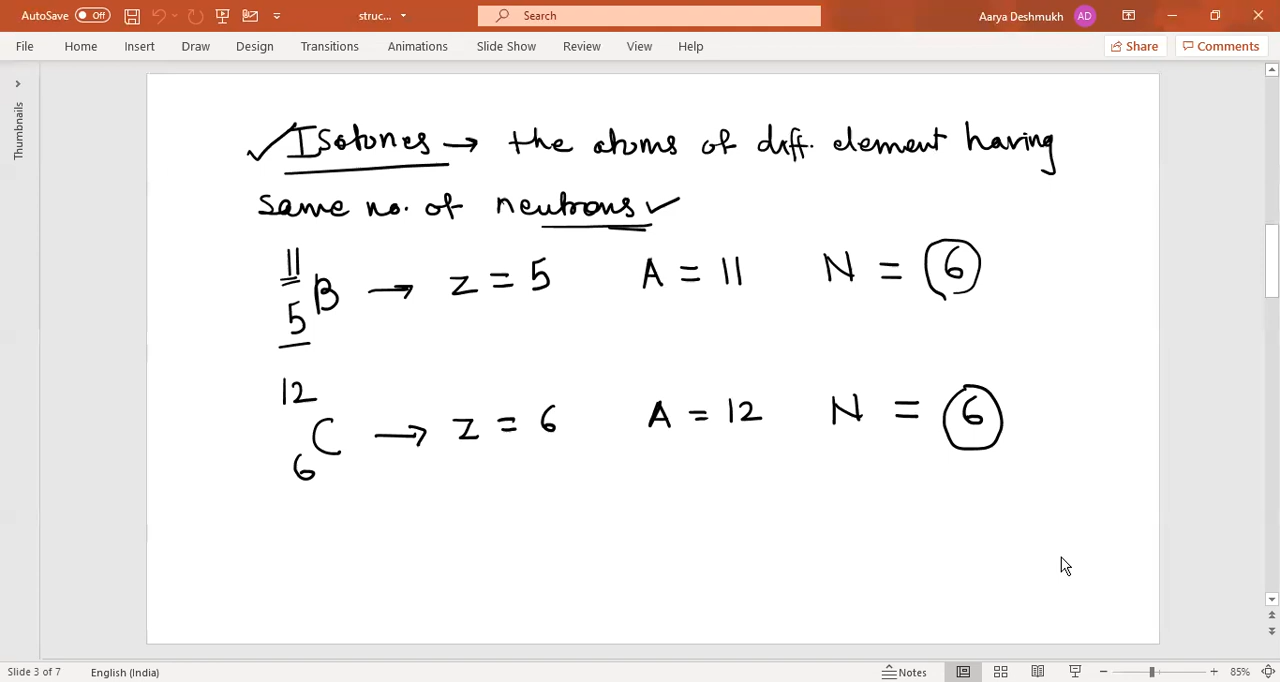 AutoSave Off struc... Search Aarya Deshmukh AD
File Home Insert Draw Design Transitions Animations Slide Show Review View Help Share Comments
Thumbnails
Isotones → the atoms of diff. element having
same no. of neutrons
11
5 B → z = 5 A = 11 N = 6
12
6 C → z = 6 A = 12 N = 6
Slide 3 of 7 English (India) Notes 85%